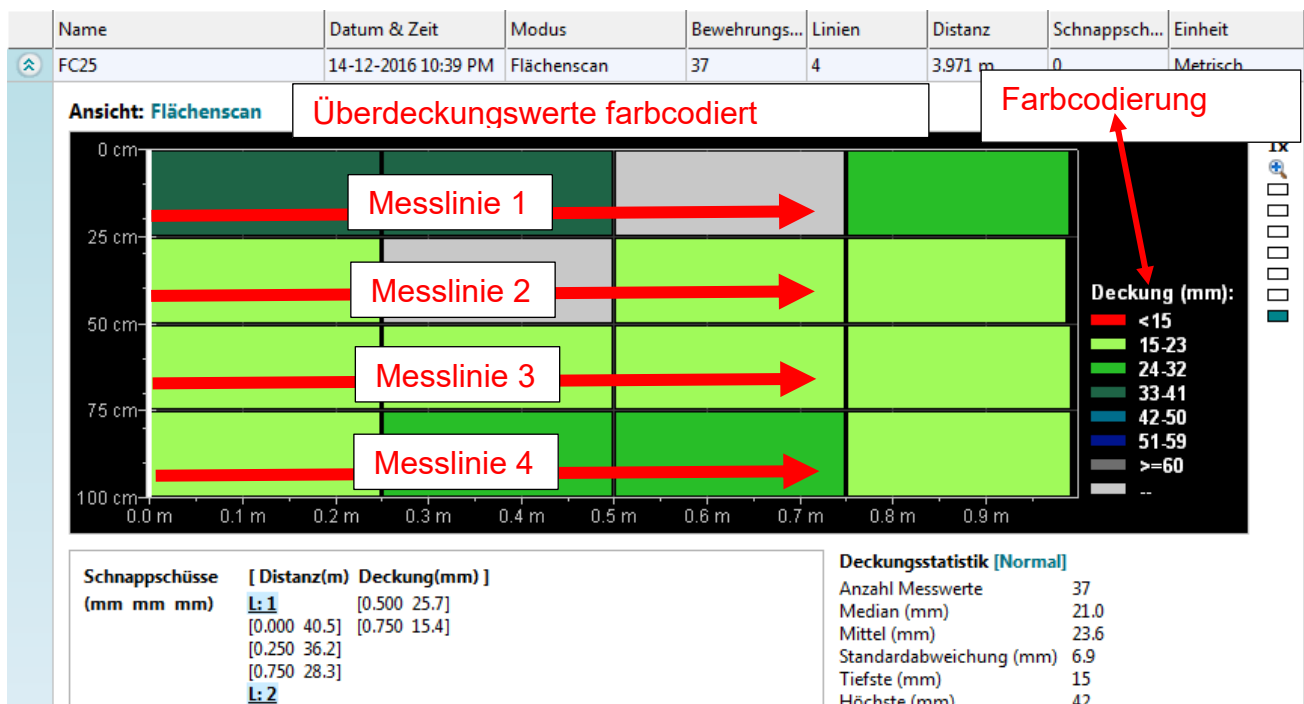 Name Datum & Zeit Modus Bewehrungs... Linien Distanz Schnappsch... Einheit
FC25 14-12-2016 10:39 PM Flächenscan 37 4 3.971 m 0 Metrisch
Ansicht: Flächenscan
Überdeckungswerte farbcodiert
Farbcodierung
1x
0 cm
Messlinie 1
25 cm
Messlinie 2
50 cm
Messlinie 3
75 cm
Messlinie 4
100 cm
0.0 m 0.1 m 0.2 m 0.3 m 0.4 m 0.5 m 0.6 m 0.7 m 0.8 m 0.9 m
Deckung (mm):
<15
15-23
24-32
33-41
42-50
51-59
>=60
--
Schnappschüsse [ Distanz(m) Deckung(mm) ]
(mm mm mm) L: 1 [0.500 25.7]
[0.000 40.5] [0.750 15.4]
[0.250 36.2]
[0.750 28.3]
L: 2
Deckungsstatistik [Normal]
Anzahl Messwerte 37
Median (mm) 21.0
Mittel (mm) 23.6
Standardabweichung (mm) 6.9
Tiefste (mm) 15
Höchste (mm) 42